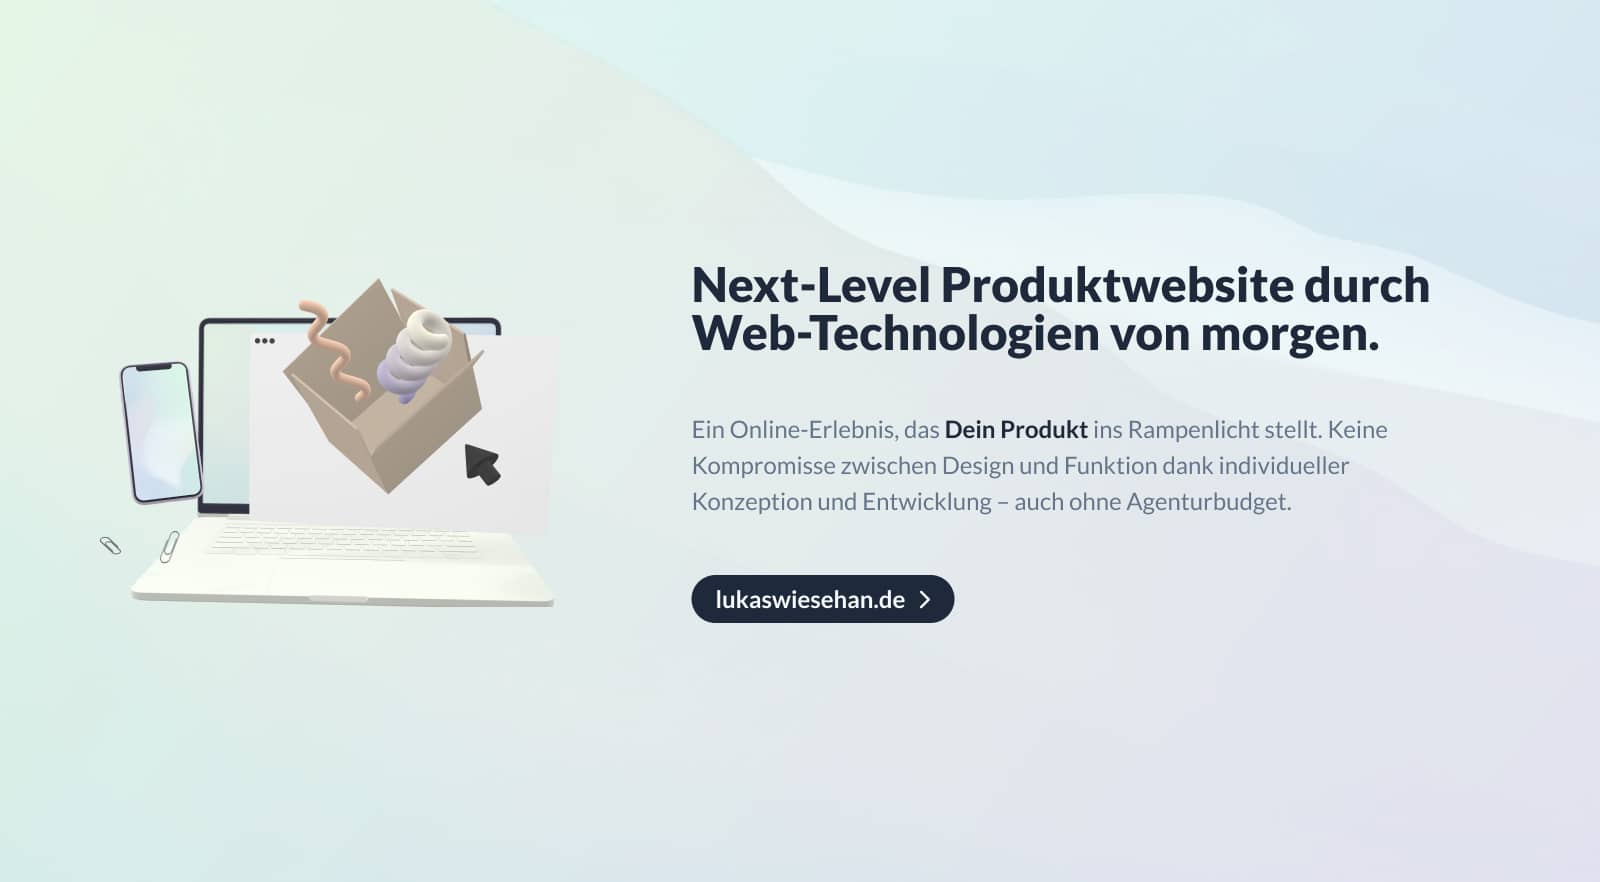 Next-Level Produktwebsite durch
Web-Technologien von morgen.
Ein Online-Erlebnis, das Dein Produkt ins Rampenlicht stellt. Keine
Kompromisse zwischen Design und Funktion dank individueller
Konzeption und Entwicklung – auch ohne Agenturbudget.
lukaswiesehan.de